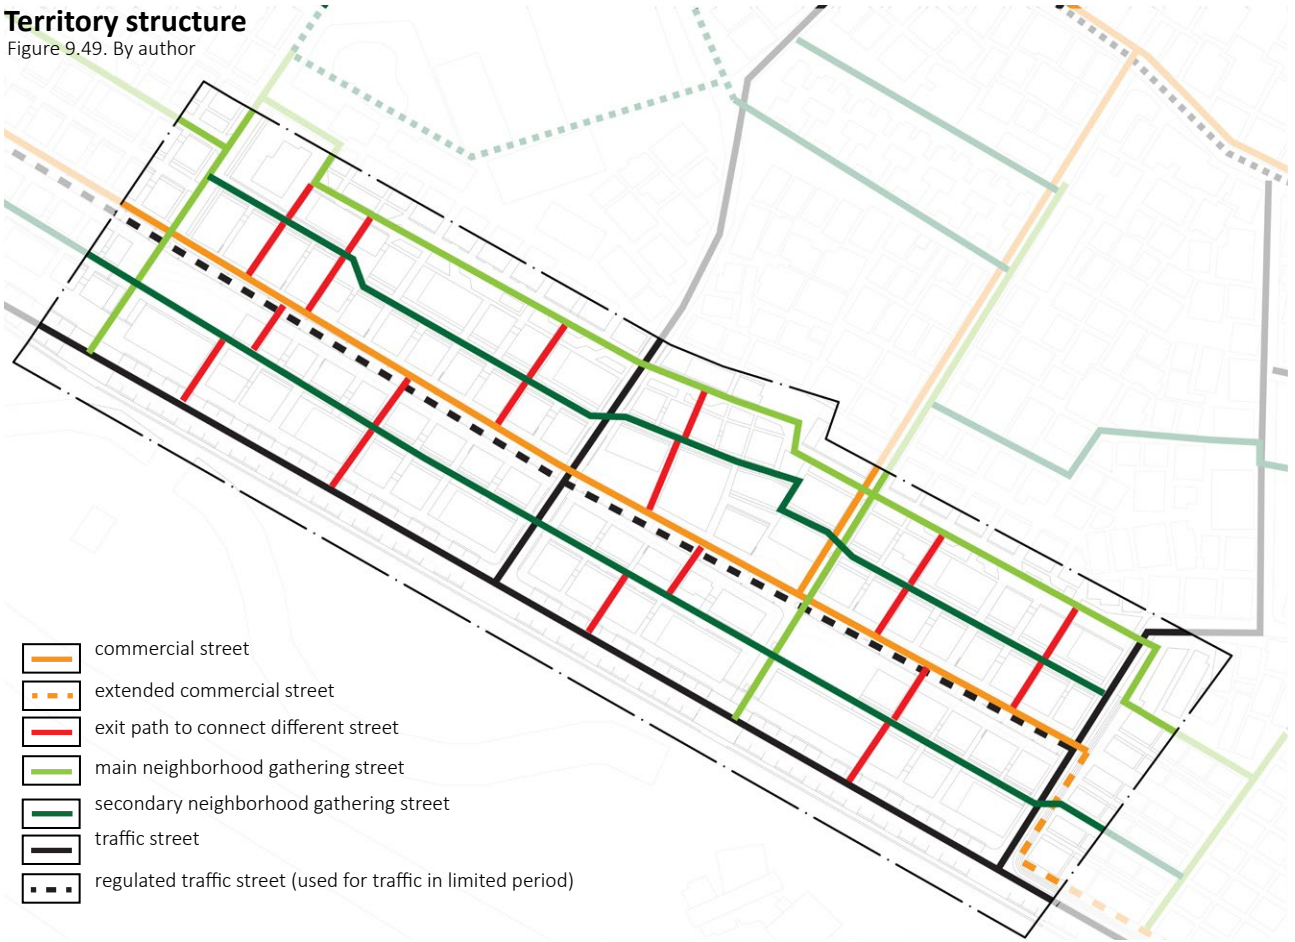 Territory structure
Figure 9.49. By author
commercial street
extended commercial street
exit path to connect different street
main neighborhood gathering street
secondary neighborhood gathering street
traffic street
regulated traffic street (used for traffic in limited period)